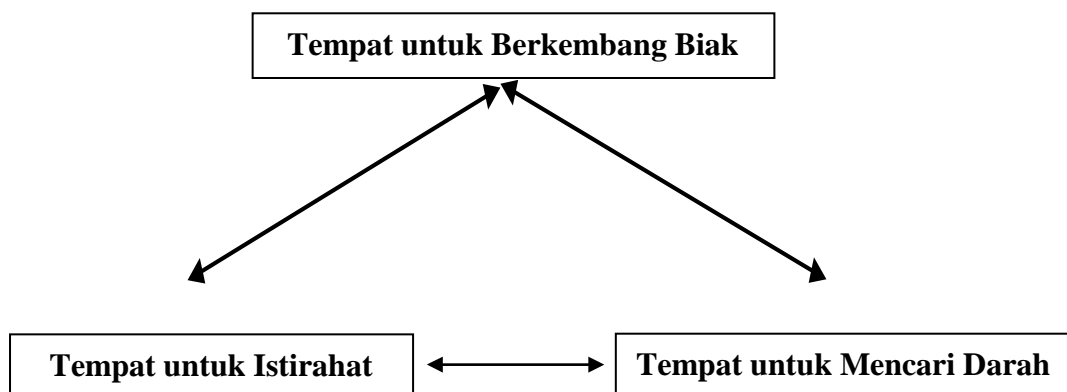 Tempat untuk Berkembang Biak
Tempat untuk Istirahat
Tempat untuk Mencari Darah